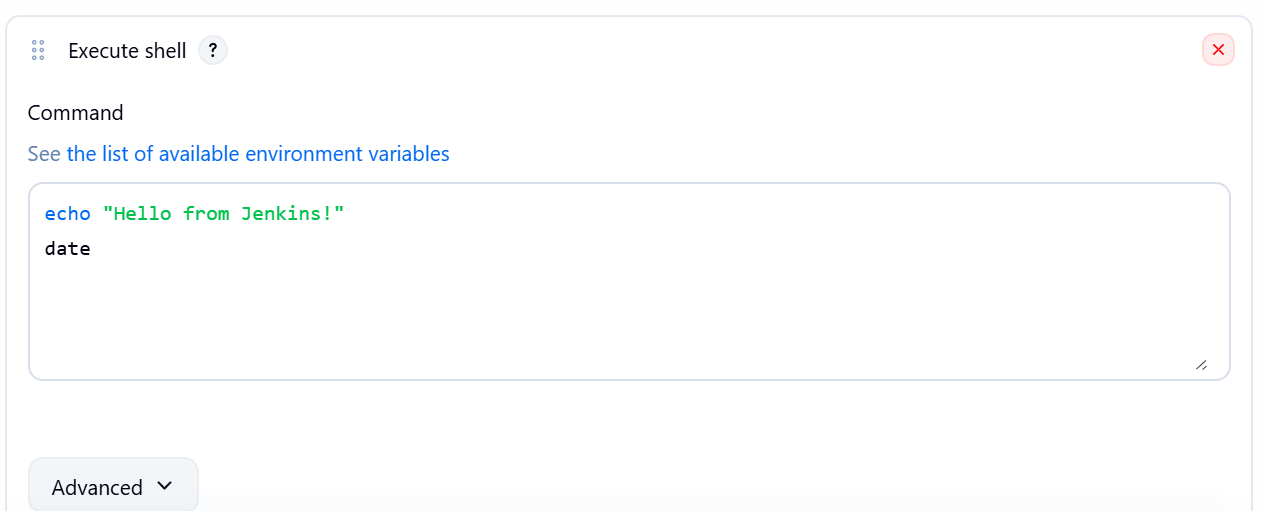 Execute shell ?
Command
See the list of available environment variables
echo "Hello from Jenkins!"
date
Advanced